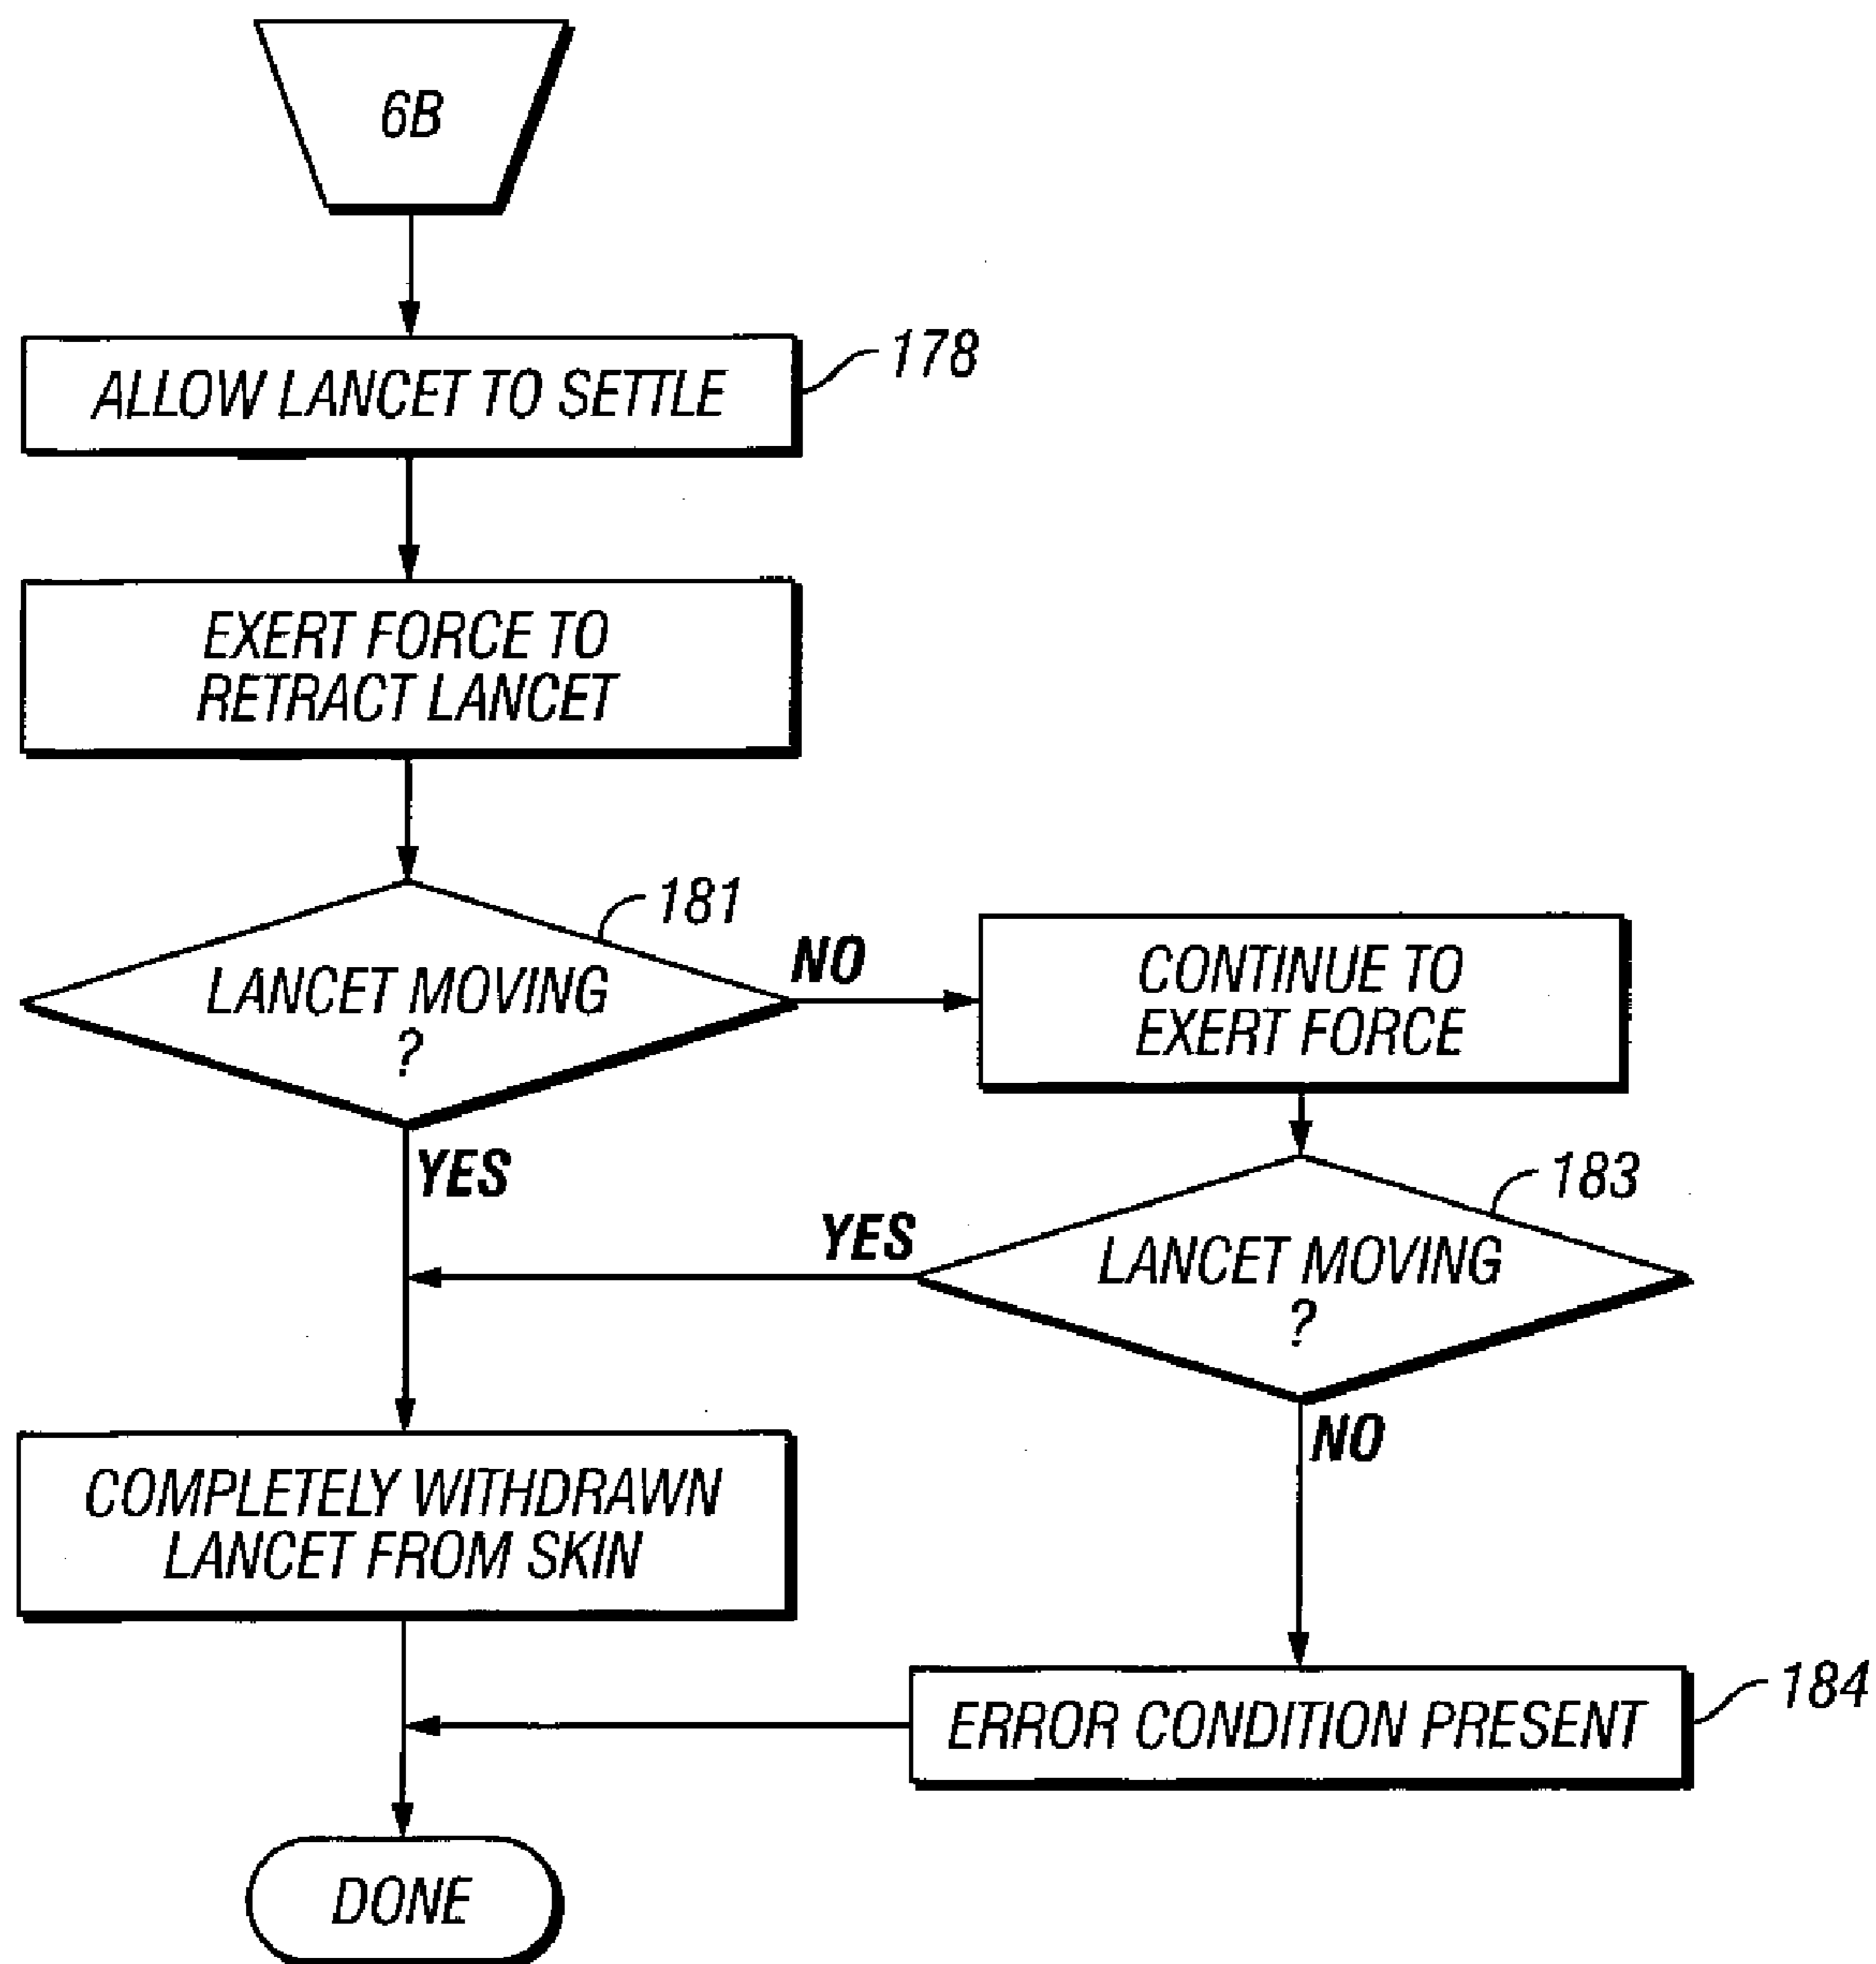 6B
ALLOW LANCET TO SETTLE
178
EXERT FORCE TO
RETRACT LANCET
181
LANCET MOVING
?
NO
CONTINUE TO
EXERT FORCE
YES
183
YES
LANCET MOVING
?
NO
COMPLETELY WITHDRAWN
LANCET FROM SKIN
184
ERROR CONDITION PRESENT
DONE